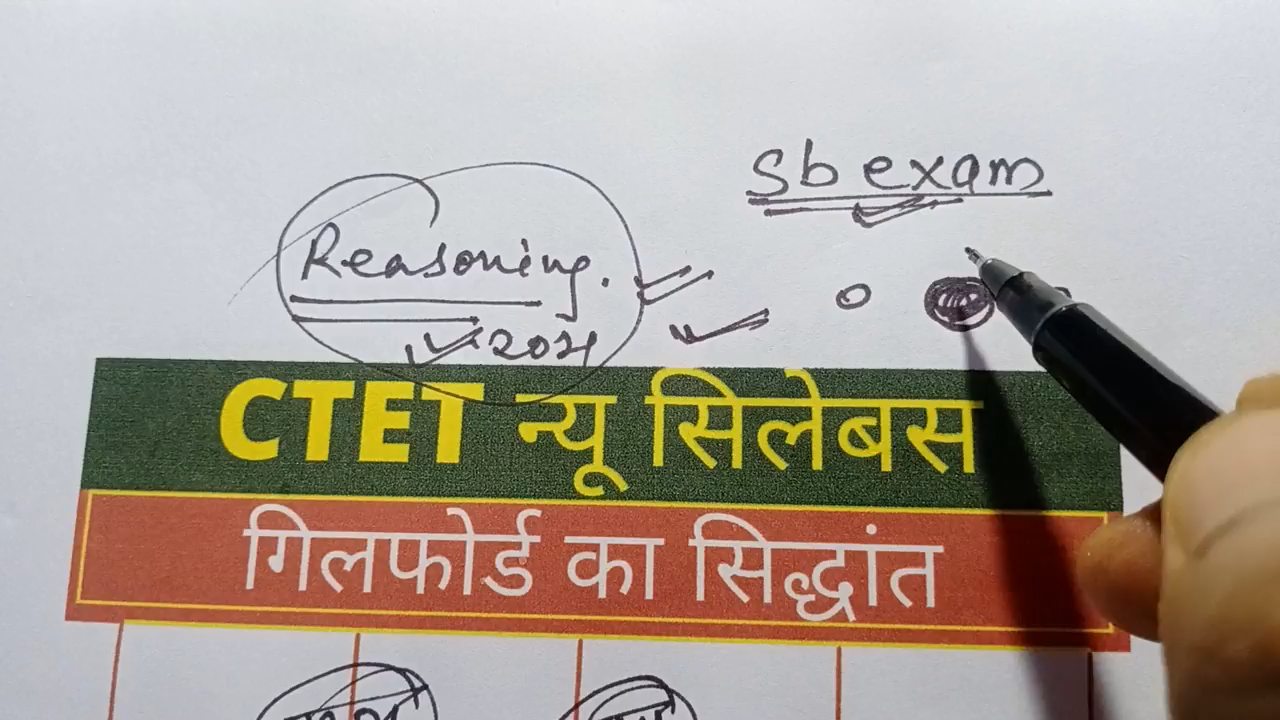 Sb exam
Reasoning.
2021
CTET न्यू सिलेबस
गिलफोर्ड का सिद्धांत